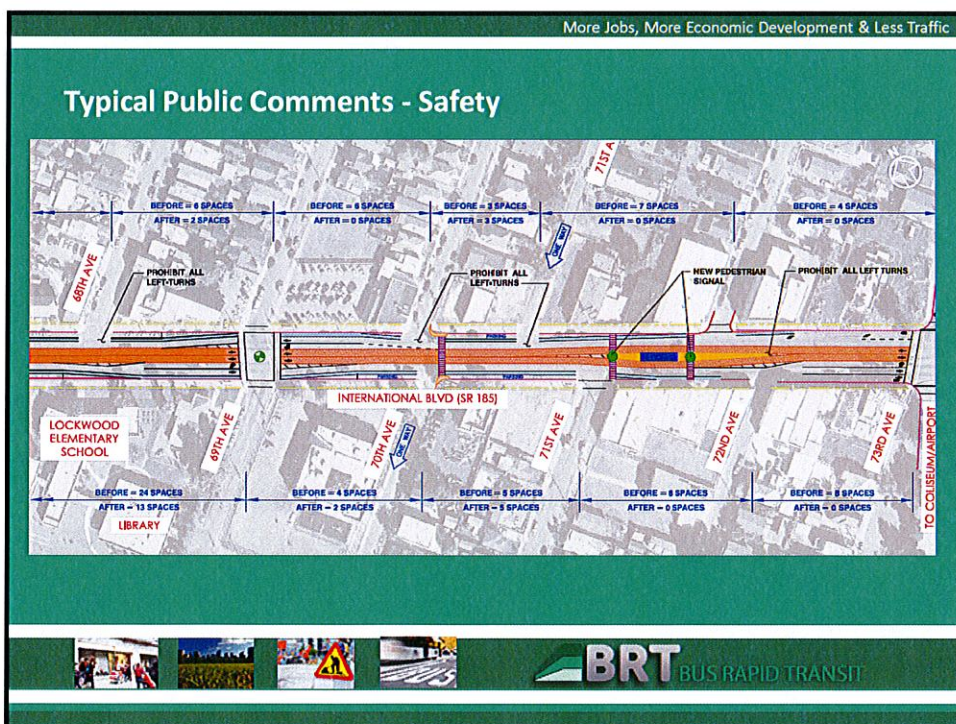 More Jobs, More Economic Development & Less Traffic
Typical Public Comments - Safety
71ST A
BEFORE = 6 SPACES
AFTER = 2 SPACES
BEFORE = 6 SPACES
AFTER = 0 SPACES
BEFORE = 3 SPACES
AFTER = 3 SPACES
BEFORE = 7 SPACES
AFTER = 0 SPACES
BEFORE = 4 SPACES
AFTER = 0 SPACES
ONE WAY
68TH AVE
PROHIBIT ALL
LEFT-TURNS
PROHIBIT ALL
LEFT-TURNS
NEW PEDESTRIAN
SIGNAL
PROHIBIT ALL LEFT TURNS
PARKING
PARKING
PARKING
INTERNATIONAL BLVD (SR 185)
LOCKWOOD
ELEMENTARY
SCHOOL
69TH AVE
70TH AVE
ONE WAY
71ST AVE
72ND AVE
73RD AVE
TO COLISEUM/AIRPORT
BEFORE = 24 SPACES
AFTER - 13 SPACES
BEFORE = 4 SPACES
AFTER - 2 SPACES
BEFORE = 5 SPACES
AFTER - 5 SPACES
BEFORE = 6 SPACES
AFTER - 0 SPACES
BEFORE = 8 SPACES
AFTER - 0 SPACES
LIBRARY
BUS
BRT BUS RAPID TRANSIT